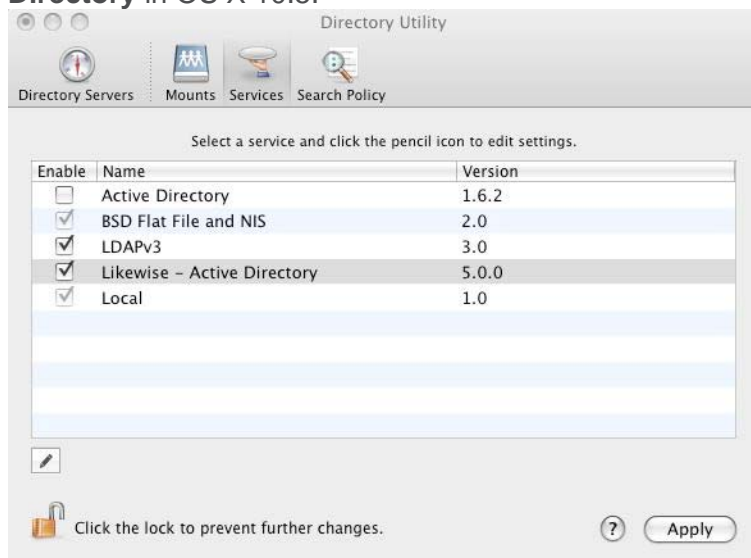 Directory in OS X 10.5.
Directory Utility
Directory Servers Mounts Services Search Policy
Select a service and click the pencil icon to edit settings.
Enable Name Version
Active Directory 1.6.2
BSD Flat File and NIS 2.0
LDAPv3 3.0
Likewise – Active Directory 5.0.0
Local 1.0
Click the lock to prevent further changes.
? Apply